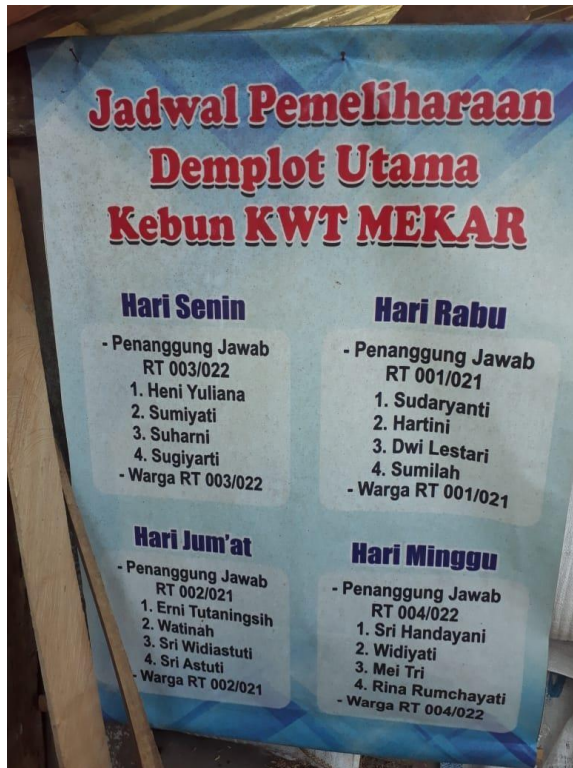 Jadwal Pemeliharaan
Demplot Utama
Kebun KWT MEKAR
Hari Senin
- Penanggung Jawab
RT 003/022
1. Heni Yuliana
2. Sumiyati
3. Suharni
4. Sugiyarti
- Warga RT 003/022
Hari Rabu
- Penanggung Jawab
RT 001/021
1. Sudaryanti
2. Hartini
3. Dwi Lestari
4. Sumilah
- Warga RT 001/021
Hari Jum'at
- Penanggung Jawab
RT 002/021
1. Erni Tutaningsih
2. Watinah
3. Sri Widiastuti
4. Sri Astuti
- Warga RT 002/021
Hari Minggu
- Penanggung Jawab
RT 004/022
1. Sri Handayani
2. Widiyati
3. Mei Tri
4. Rina Rumchayati
- Warga RT 004/022